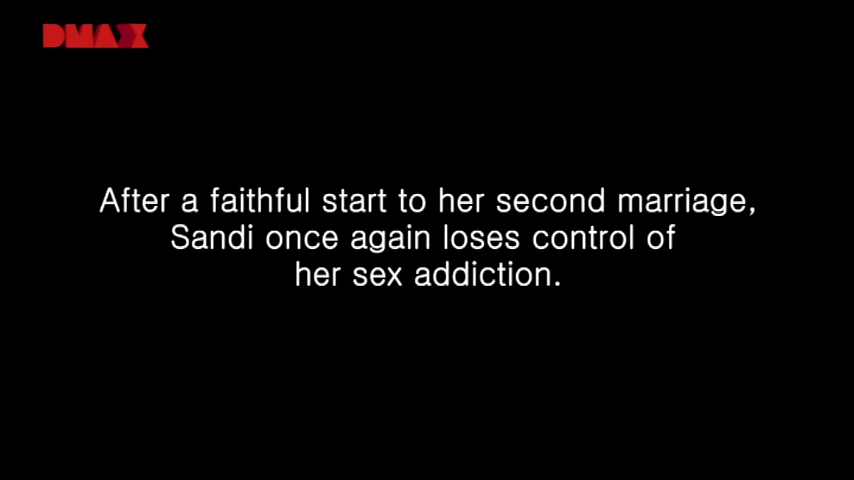 DMAX
After a faithful start to her second marriage,
Sandi once again loses control of
her sex addiction.